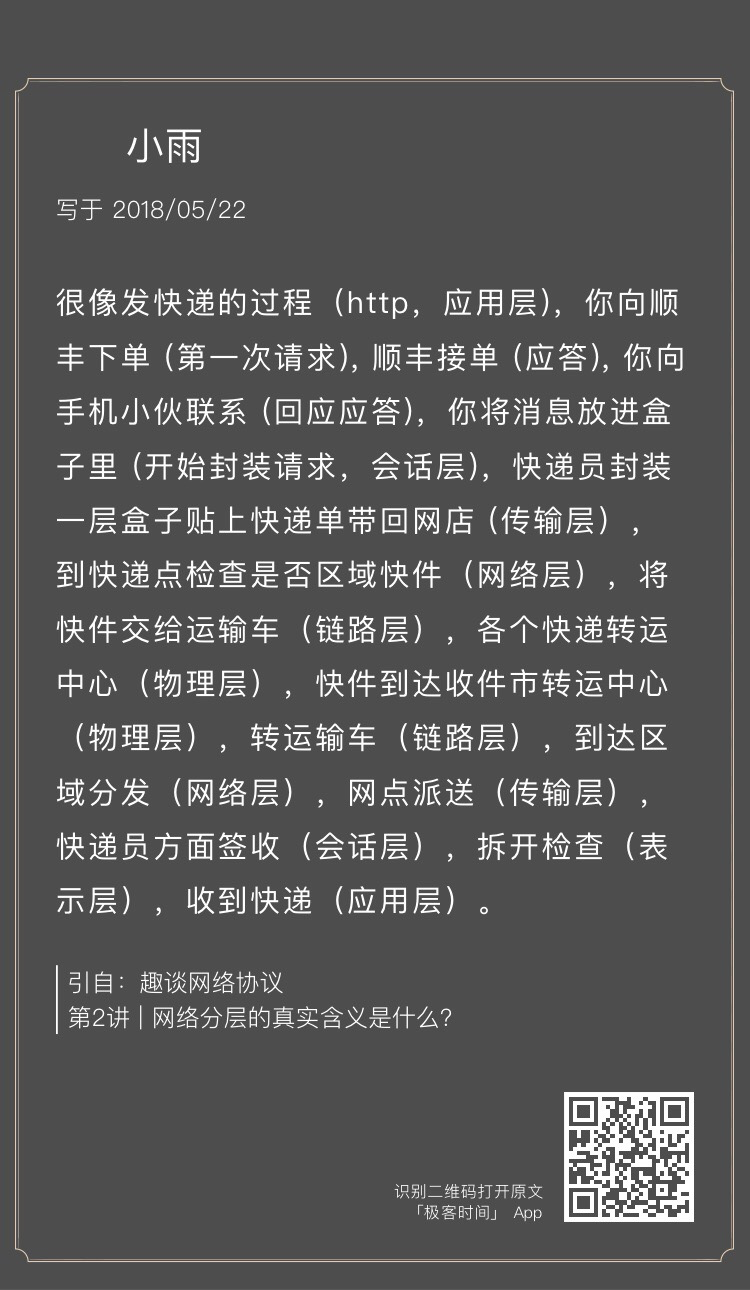 小雨
写于 2018/05/22
很像发快递的过程（http，应用层)，你向顺
丰下单 (第一次请求), 顺丰接单 (应答), 你向
手机小伙联系 (回应应答)，你将消息放进盒
子里 (开始封装请求，会话层)，快递员封装
一层盒子贴上快递单带回网店 (传输层），
到快递点检查是否区域快件（网络层），将
快件交给运输车（链路层），各个快递转运
中心（物理层），快件到达收件市转运中心
（物理层），转运输车（链路层），到达区
域分发（网络层），网点派送（传输层），
快递员方面签收（会话层），拆开检查（表
示层），收到快递（应用层）。
引自：趣谈网络协议
第2讲 | 网络分层的真实含义是什么？
识别二维码打开原文
「极客时间」 App